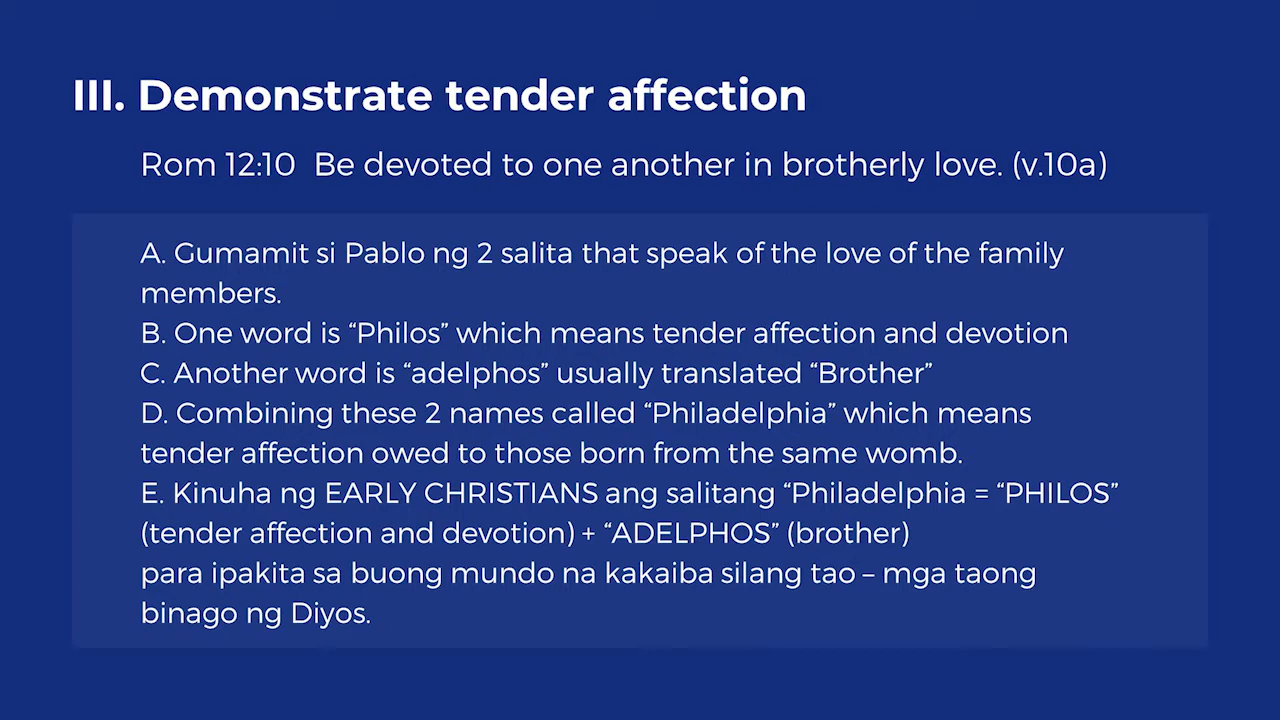 III. Demonstrate tender affection
Rom 12:10  Be devoted to one another in brotherly love. (v.10a)
A. Gumamit si Pablo ng 2 salita that speak of the love of the family
members.
B. One word is “Philos” which means tender affection and devotion
C. Another word is “adelphos” usually translated “Brother”
D. Combining these 2 names called “Philadelphia” which means
tender affection owed to those born from the same womb.
E. Kinuha ng EARLY CHRISTIANS ang salitang “Philadelphia = “PHILOS”
(tender affection and devotion) + “ADELPHOS” (brother)
para ipakita sa buong mundo na kakaiba silang tao – mga taong
binago ng Diyos.